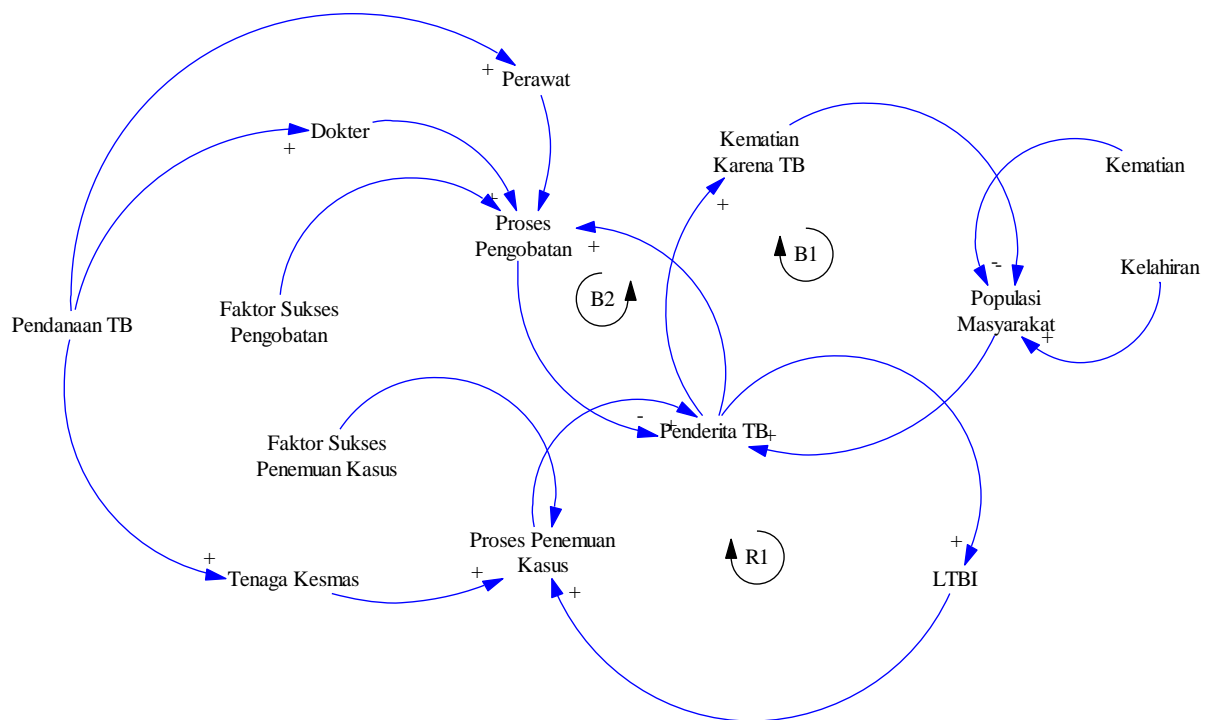 +
Perawat
Dokter
+
Kematian
Karena TB
Kematian
+
+
Proses
Pengobatan
+
B1
-
-
Kelahiran
B2
Faktor Sukses
Pengobatan
Populasi
Masyarakat
+
Pendanaan TB
-
+
Penderita TB
+
Faktor Sukses
Penemuan Kasus
+
Proses Penemuan
Kasus
R1
+
+
Tenaga Kesmas
+
+
LTBI